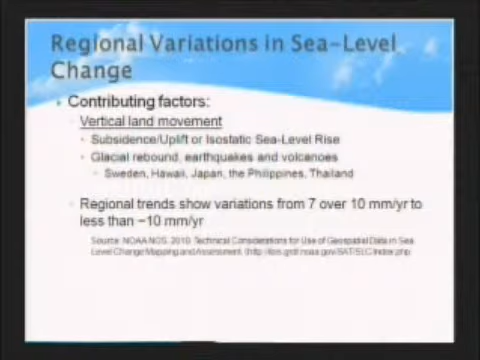 Regional Variations in Sea-Level
Change
Contributing factors:
Vertical land movement
Subsidence/Uplift or Isostatic Sea-Level Rise
Glacial rebound, earthquakes and volcanoes
Sweden, Hawaii, Japan, the Philippines, Thailand
Regional trends show variations from 7 over 10 mm/yr to
less than −10 mm/yr
Source: NOAA NOS. 2010. Technical Considerations for Use of Geospatial Data in Sea
Level Change Mapping and Assessment.